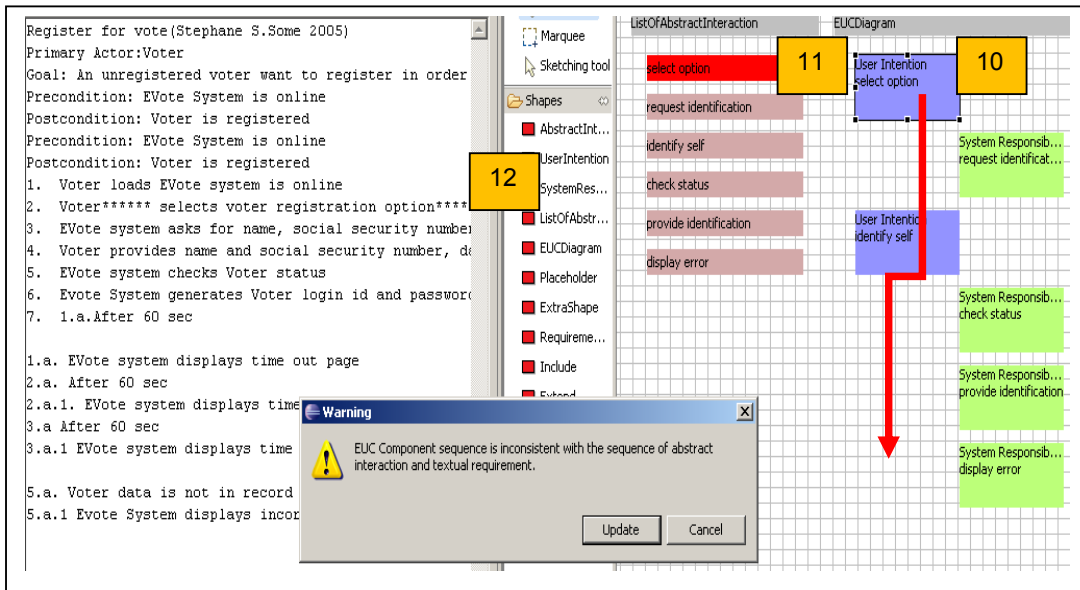 Register for vote(Stephane S.Some 2005)
Primary Actor:Voter
Goal: An unregistered voter want to register in order
Precondition: EVote System is online
Postcondition: Voter is registered
Precondition: EVote System is online
Postcondition: Voter is registered
1. Voter loads EVote system is online
2. Voter****** selects voter registration option****
3. EVote system asks for name, social security number
4. Voter provides name and social security number,
5. EVote system checks Voter status
6. Evote System generates Voter login id and password
7. 1.a.After 60 sec
1.a. EVote system displays time out page
2.a. After 60 sec
2.a.1. EVote system displays time
3.a After 60 sec
3.a.1 EVote system displays time
5.a. Voter data is not in record
5.a.1 Evote System displays incor
Marquee
Sketching tool
Shapes
AbstractInt...
UserIntention
12
SystemRes...
ListOfAbstr...
EUCDiagram
Placeholder
ExtraShape
Requireme...
Include
Extend
ListOfAbstractInteraction
select option
11
request identification
identify self
check status
provide identification
display error
EUCDiagram
User Intention
select option
10
System Responsib...
request identificat...
User Intentio
identify self
System Responsib...
check status
System Responsib...
provide identification
System Responsib...
display error
Warning
EUC Component sequence is inconsistent with the sequence of abstract
interaction and textual requirement.
Update
Cancel